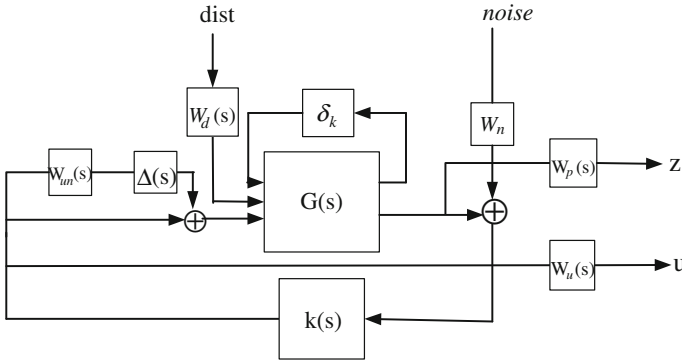 dist
noise
W_d(s)
δ_k
W_n
W_un(s)
Δ(s)
G(s)
W_p(s)
z
W_u(s)
u
k(s)